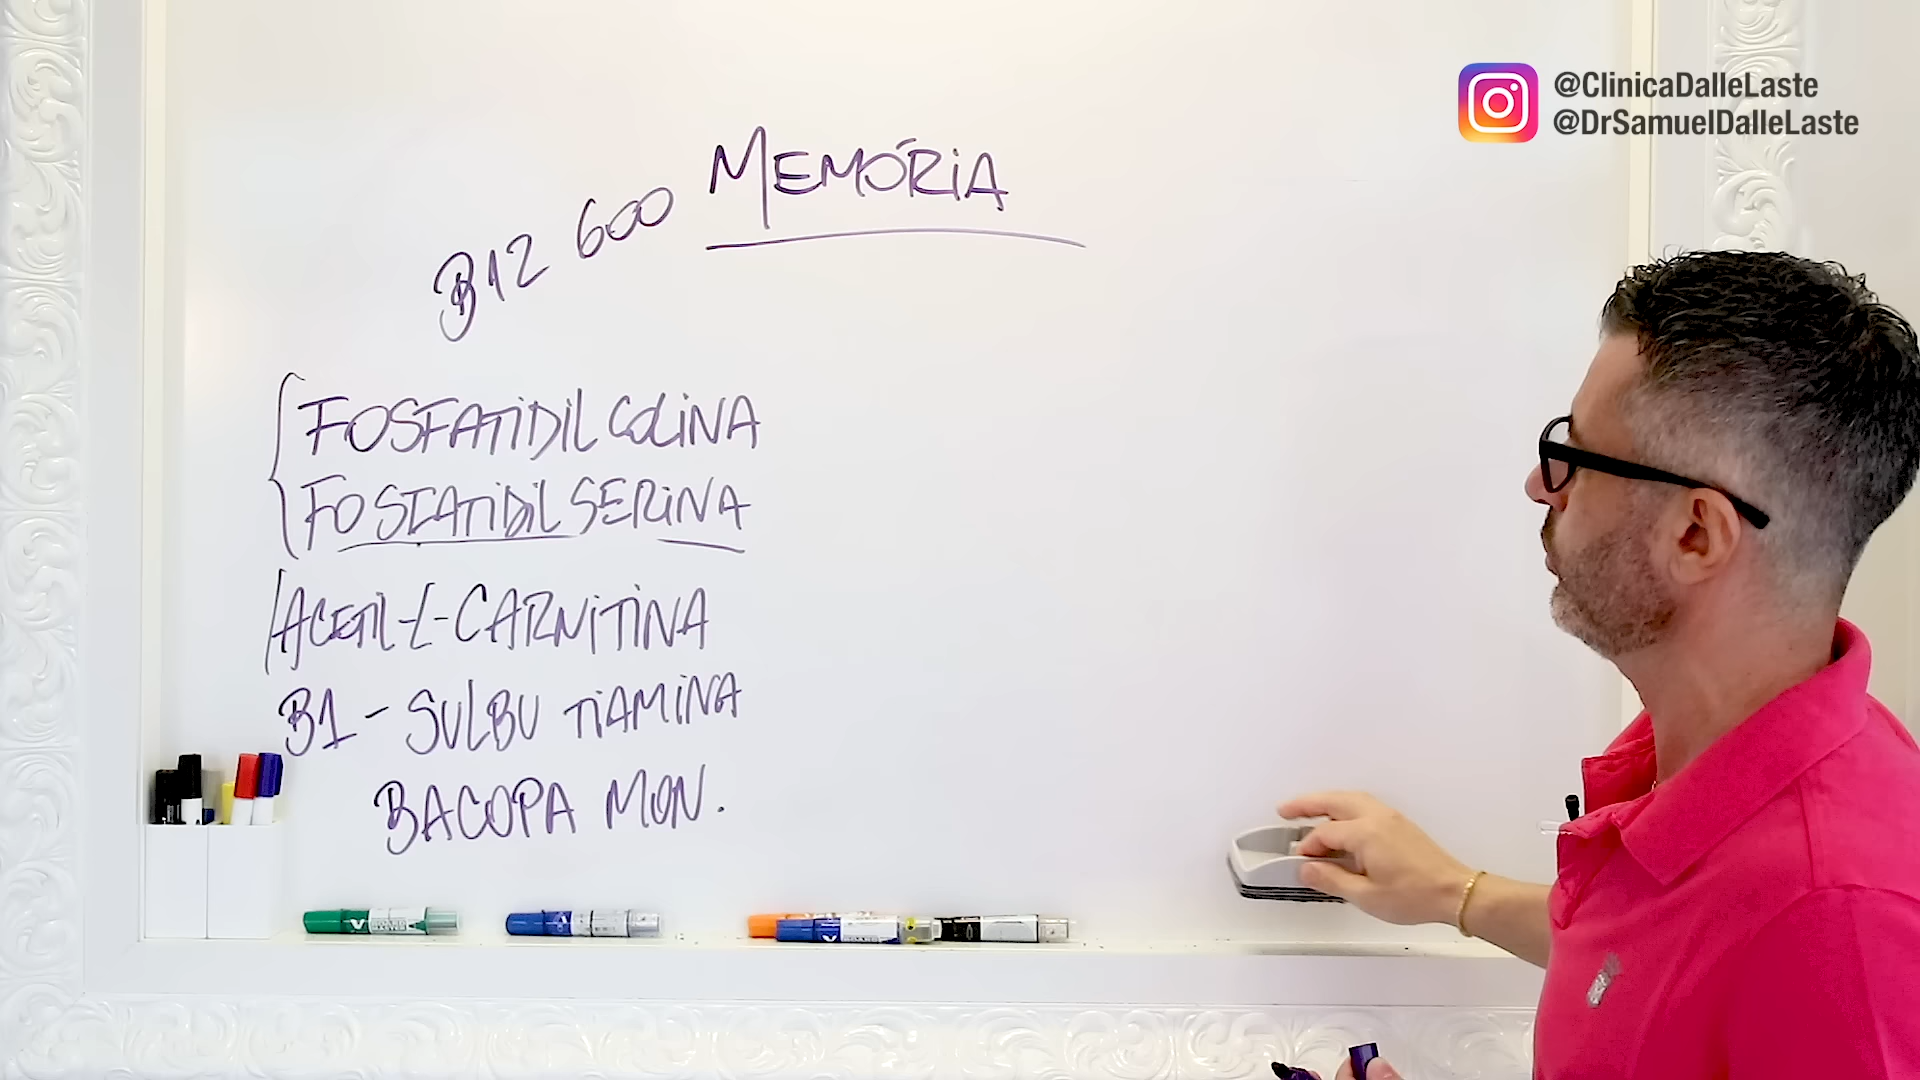 @ClinicaDalleLaste
@DrSamuelDalleLaste
MEMÓRIA
B12 600
FOSFATIDIL COLINA
FOSFATIDIL SERINA
ACETIL-L-CARNITINA
B1 - SULBU TIAMINA
BACOPA MON.